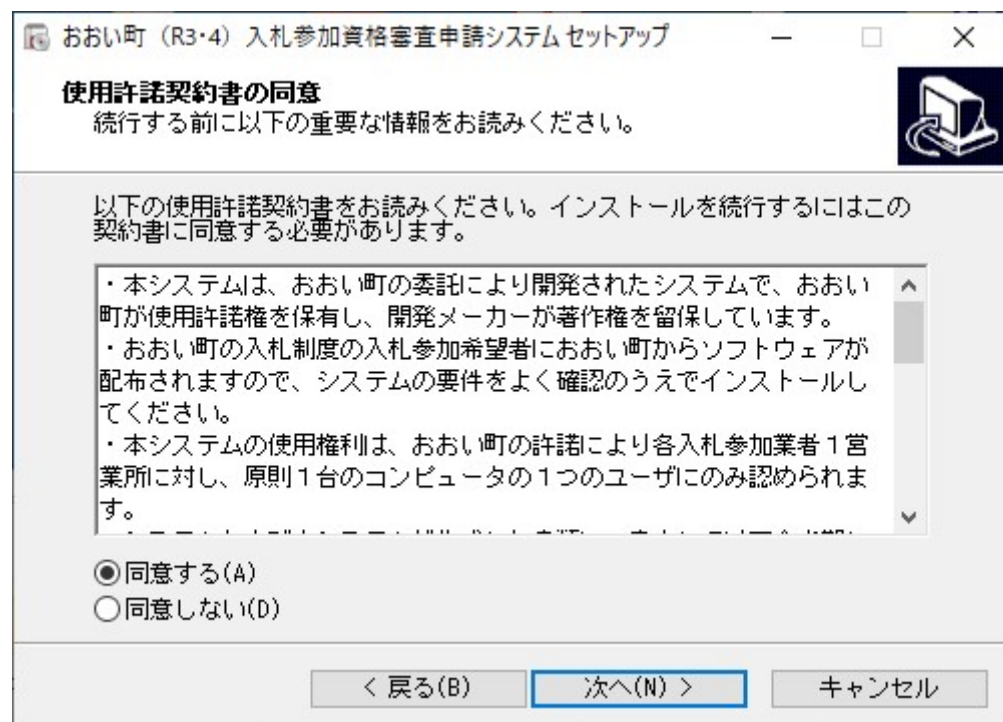 おおい町（R3・4）入札参加資格審査申請システム セットアップ
使用許諾契約書の同意
続行する前に以下の重要な情報をお読みください。
以下の使用許諾契約書をお読みください。インストールを続行するにはこの
契約書に同意する必要があります。
・本システムは、おおい町の委託により開発されたシステムで、おおい
町が使用許諾権を保有し、開発メーカーが著作権を留保しています。
・おおい町の入札制度の入札参加希望者におおい町からソフトウェアが
配布されますので、システムの要件をよく確認のうえでインストールし
てください。
・本システムの使用権利は、おおい町の許諾により各入札参加業者１営
業所に対し、原則１台のコンピュータの１つのユーザにのみ認められま
す。
同意する(A)
同意しない(D)
< 戻る(B)
次へ(N) >
キャンセル